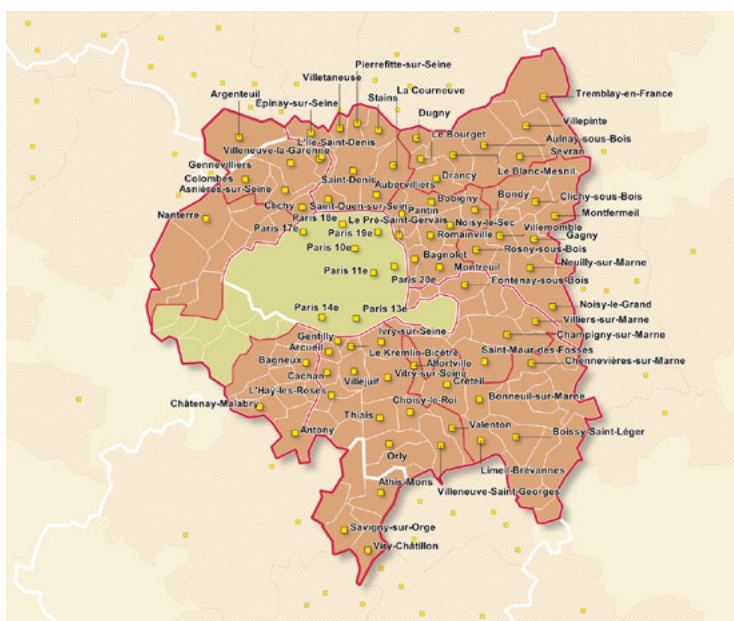 Pierrefitte-sur-Seine
Villetaneuse
La Courneuve
Argenteuil
Tremblay-en-France
Épinay-sur-Seine
Stains
Dugny
Villepinte
Le Bourget
Aulnay-sous-Bois
L'Île-Saint-Denis
Villeneuve-la-Garenne
Sevran
Gennevilliers
Le Blanc-Mesnil
Colombes
Saint-Denis
Drancy
Asnières-sur-Seine
Aubervilliers
Bobigny
Bondy
Clichy-sous-Bois
Clichy
Saint-Ouen-sur-Seine
Pantin
Nanterre
Paris 18e
Le Pré-Saint-Gervais
Noisy-le-Sec
Montfermeil
Paris 17e
Paris 19e
Romainville
Villemomble
Gagny
Paris 10e
Rosny-sous-Bois
Bagnolet
Paris 11e
Montreuil
Neuilly-sur-Marne
Paris 20e
Fontenay-sous-Bois
Noisy-le-Grand
Paris 14e
Paris 13e
Villiers-sur-Marne
Ivry-sur-Seine
Champigny-sur-Marne
Gentilly
Arcueil
Le Kremlin-Bicêtre
Saint-Maur-des-Fossés
Bagneux
Alfortville
Chennevières-sur-Marne
Cachan
Vitry-sur-Seine
Villejuif
Créteil
L'Hay-les-Roses
Bonneuil-sur-Marne
Châtenay-Malabry
Choisy-le-Roi
Thiais
Valenton
Antony
Boissy-Saint-Léger
Orly
Limeil-Brévannes
Athis-Mons
Villeneuve-Saint-Georges
Savigny-sur-Orge
Viry-Châtillon